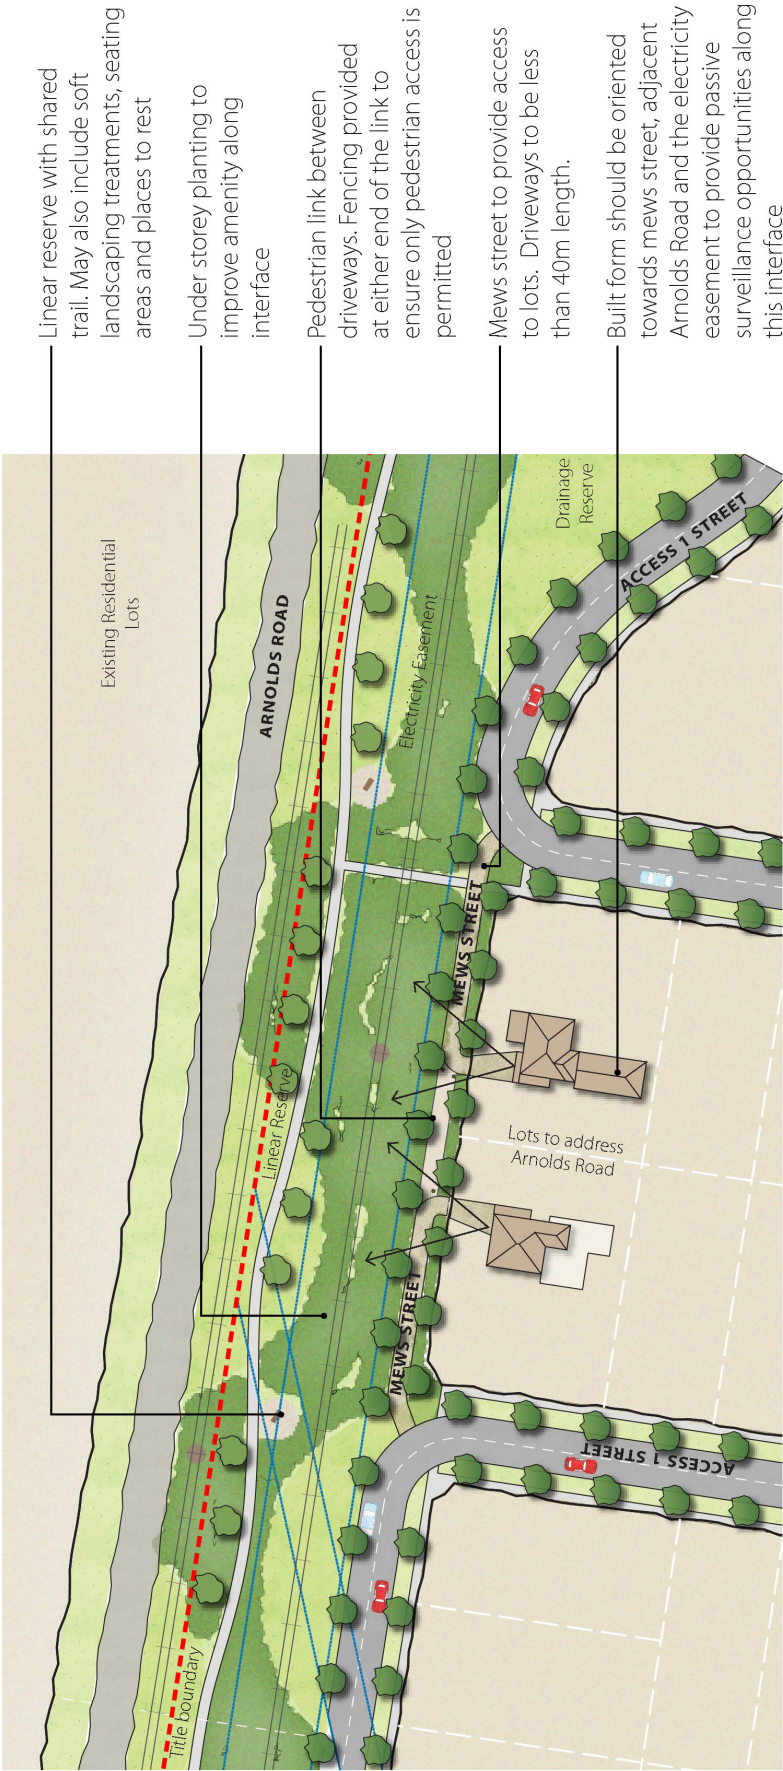 Linear reserve with shared
trail. May also include soft
landscaping treatments, seating
areas and places to rest
Under storey planting to
improve amenity along
interface
Pedestrian link between
driveways. Fencing provided
at either end of the link to
ensure only pedestrian access is
permitted
Mews street to provide access
to lots. Driveways to be less
than 40m length.
Built form should be oriented
towards mews street, adjacent
Arnolds Road and the electricity
easement to provide passive
surveillance opportunities along
this interface
Existing Residential
Lots
ARNOLDS ROAD
Electricity Easement
Drainage
Reserve
ACCESS 1 STREET
MEWS STREET
Linear Reserve
Lots to address
Arnolds Road
MEWS STREET
ACCESS 1 STREET
Title boundary